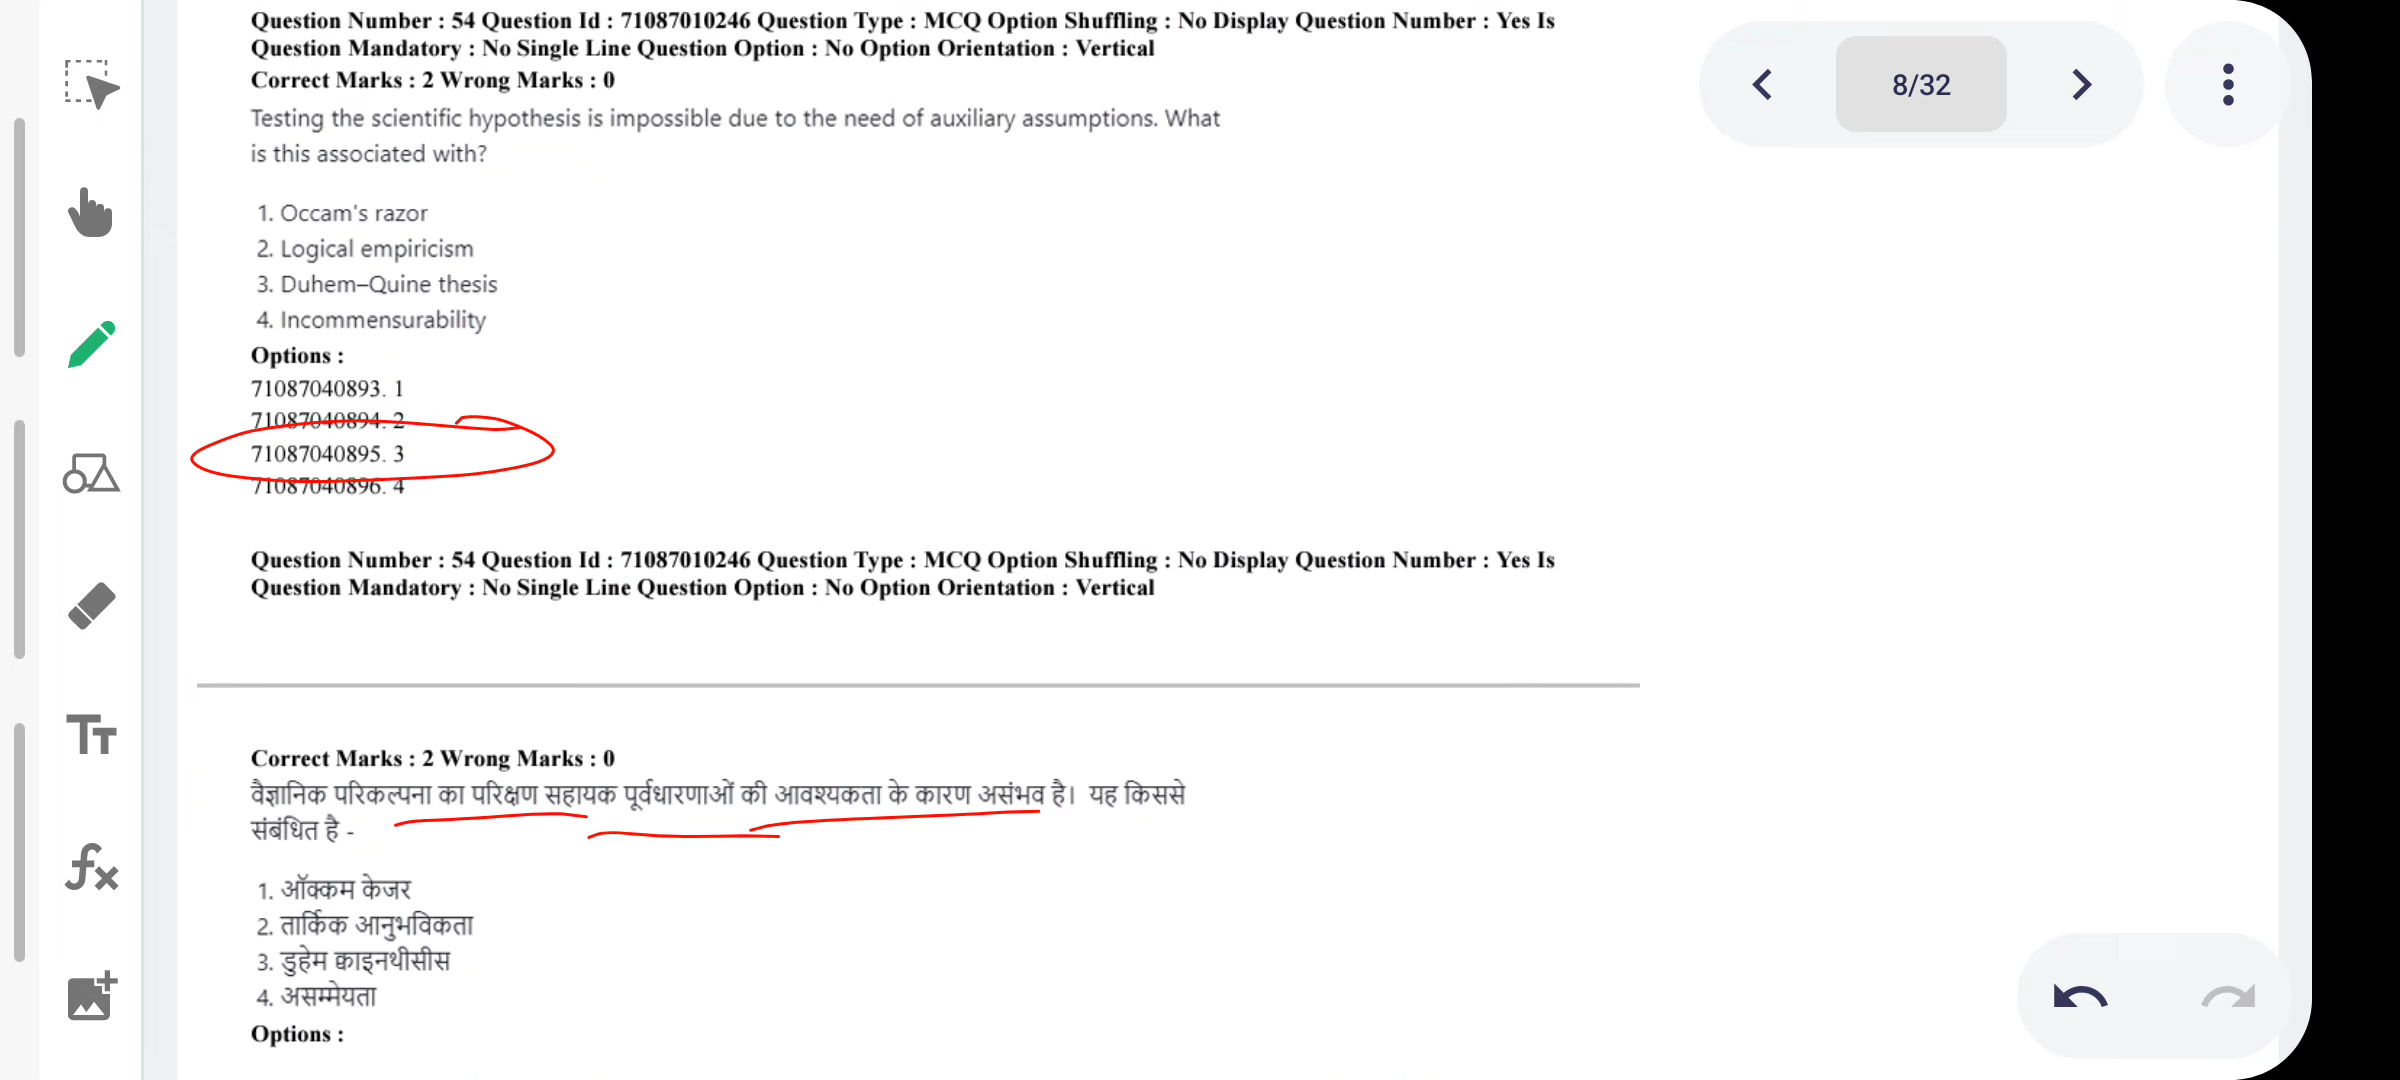 Question Number : 54 Question Id : 71087010246 Question Type : MCQ Option Shuffling : No Display Question Number : Yes Is
Question Mandatory : No Single Line Question Option : No Option Orientation : Vertical
Correct Marks : 2 Wrong Marks : 0
Testing the scientific hypothesis is impossible due to the need of auxiliary assumptions. What
is this associated with?
1. Occam's razor
2. Logical empiricism
3. Duhem–Quine thesis
4. Incommensurability
Options :
71087040893. 1
71087040894. 2
71087040895. 3
71087040896. 4
Question Number : 54 Question Id : 71087010246 Question Type : MCQ Option Shuffling : No Display Question Number : Yes Is
Question Mandatory : No Single Line Question Option : No Option Orientation : Vertical
Correct Marks : 2 Wrong Marks : 0
वैज्ञानिक परिकल्पना का परिक्षण सहायक पूर्वधारणाओं की आवश्यकता के कारण असंभव है। यह किससे
संबंधित है -
1. ऑक्कम केजर
2. तार्किक आनुभविकता
3. डुहेम क्वाइनथीसीस
4. असम्मेयता
Options :
8/32
Tт
fx